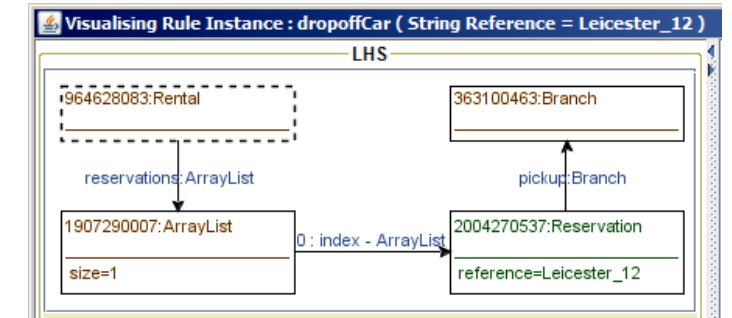 Visualising Rule Instance : dropoffCar ( String Reference = Leicester_12 )
LHS
964628083:Rental
363100463:Branch
reservations:ArrayList
pickup:Branch
1907290007:ArrayList
0 : index - ArrayList
2004270537:Reservation
size=1
reference=Leicester_12